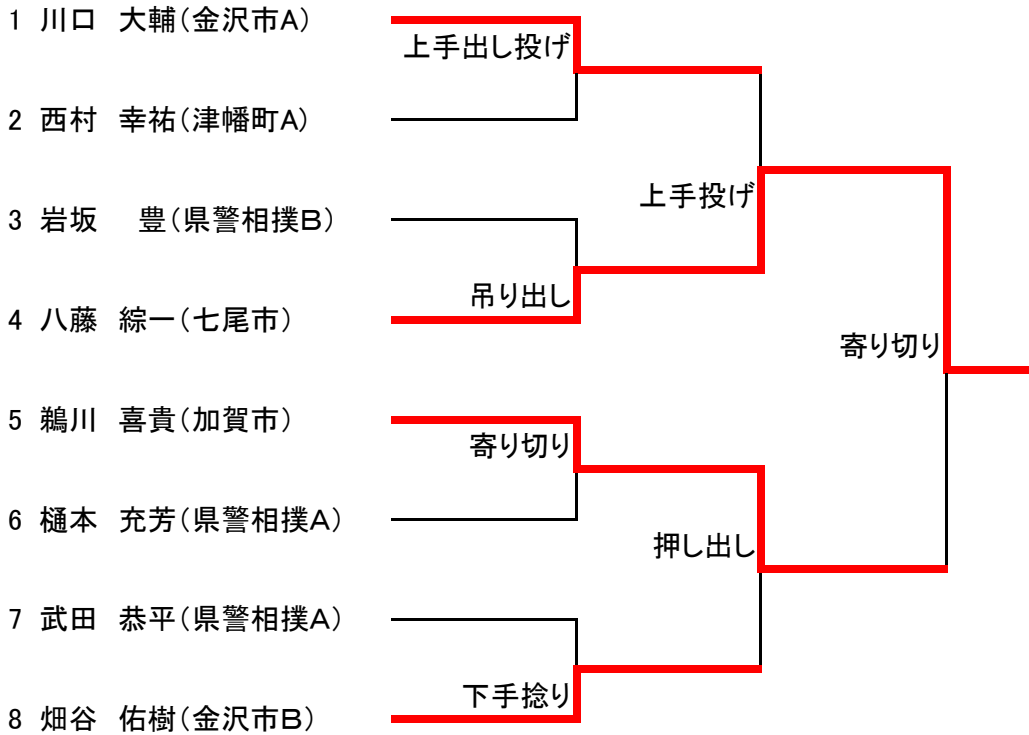 1 川口 大輔(金沢市A)
上手出し投げ
2 西村 幸祐(津幡町A)
上手投げ
3 岩坂 豊(県警相撲B)
吊り出し
4 八藤 綜一(七尾市)
寄り切り
5 鵜川 喜貴(加賀市)
寄り切り
6 樋本 充芳(県警相撲A)
押し出し
7 武田 恭平(県警相撲A)
下手捻り
8 畑谷 佑樹(金沢市B)